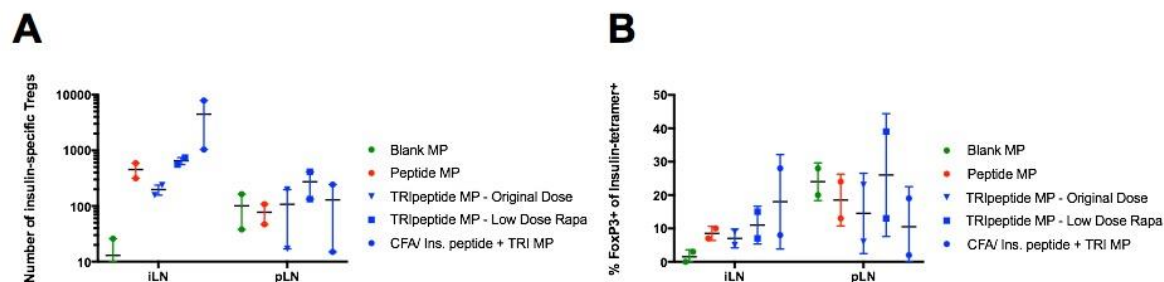 A
Number of insulin-specific Tregs
10000
1000
100
10
iLN
pLN
Blank MP
Peptide MP
TRIpeptide MP - Original Dose
TRIpeptide MP - Low Dose Rapa
CFA/ Ins. peptide + TRI MP
B
% FoxP3+ of Insulin-tetramer+
50
40
30
20
10
0
iLN
pLN
Blank MP
Peptide MP
TRIpeptide MP - Original Dose
TRIpeptide MP - Low Dose Rapa
CFA/ Ins. peptide + TRI MP